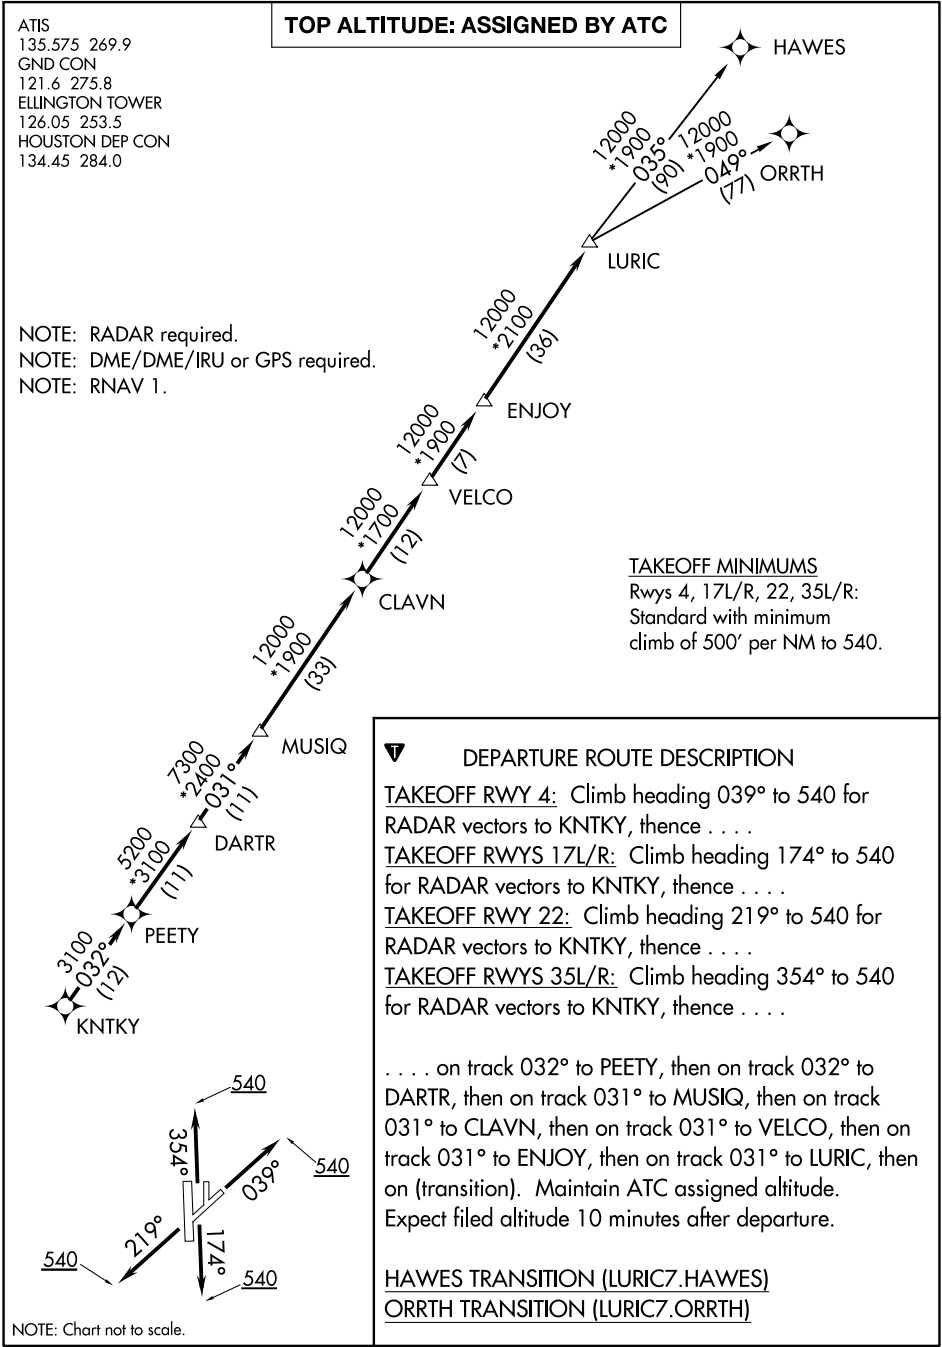 TOP ALTITUDE: ASSIGNED BY ATC
ATIS
135.575 269.9
GND CON
121.6 275.8
ELLINGTON TOWER
126.05 253.5
HOUSTON DEP CON
134.45 284.0
HAWES
12000
*1900
035°
(90)
12000
*1900
049°
(77)
ORRTH
LURIC
NOTE: RADAR required.
NOTE: DME/DME/IRU or GPS required.
NOTE: RNAV 1.
12000
*2100
(36)
ENJOY
12000
*1900
(7)
VELCO
12000
*1700
(12)
CLAVN
TAKEOFF MINIMUMS
Rwys 4, 17L/R, 22, 35L/R:
Standard with minimum
climb of 500' per NM to 540.
12000
*1900
(33)
MUSIQ
7300
*2400
031°
(11)
DARTR
5200
*3100
(11)
PEETY
3100
032°
(12)
KNTKY
540
354°
039°
540
219°
174°
540
540
NOTE: Chart not to scale.
T
DEPARTURE ROUTE DESCRIPTION
TAKEOFF RWY 4: Climb heading 039° to 540 for
RADAR vectors to KNTKY, thence . . . .
TAKEOFF RWYS 17L/R: Climb heading 174° to 540
for RADAR vectors to KNTKY, thence . . . .
TAKEOFF RWY 22: Climb heading 219° to 540 for
RADAR vectors to KNTKY, thence . . . .
TAKEOFF RWYS 35L/R: Climb heading 354° to 540
for RADAR vectors to KNTKY, thence . . . .
. . . . on track 032° to PEETY, then on track 032° to
DARTR, then on track 031° to MUSIQ, then on track
031° to CLAVN, then on track 031° to VELCO, then on
track 031° to ENJOY, then on track 031° to LURIC, then
on (transition). Maintain ATC assigned altitude.
Expect filed altitude 10 minutes after departure.
HAWES TRANSITION (LURIC7.HAWES)
ORRTH TRANSITION (LURIC7.ORRTH)